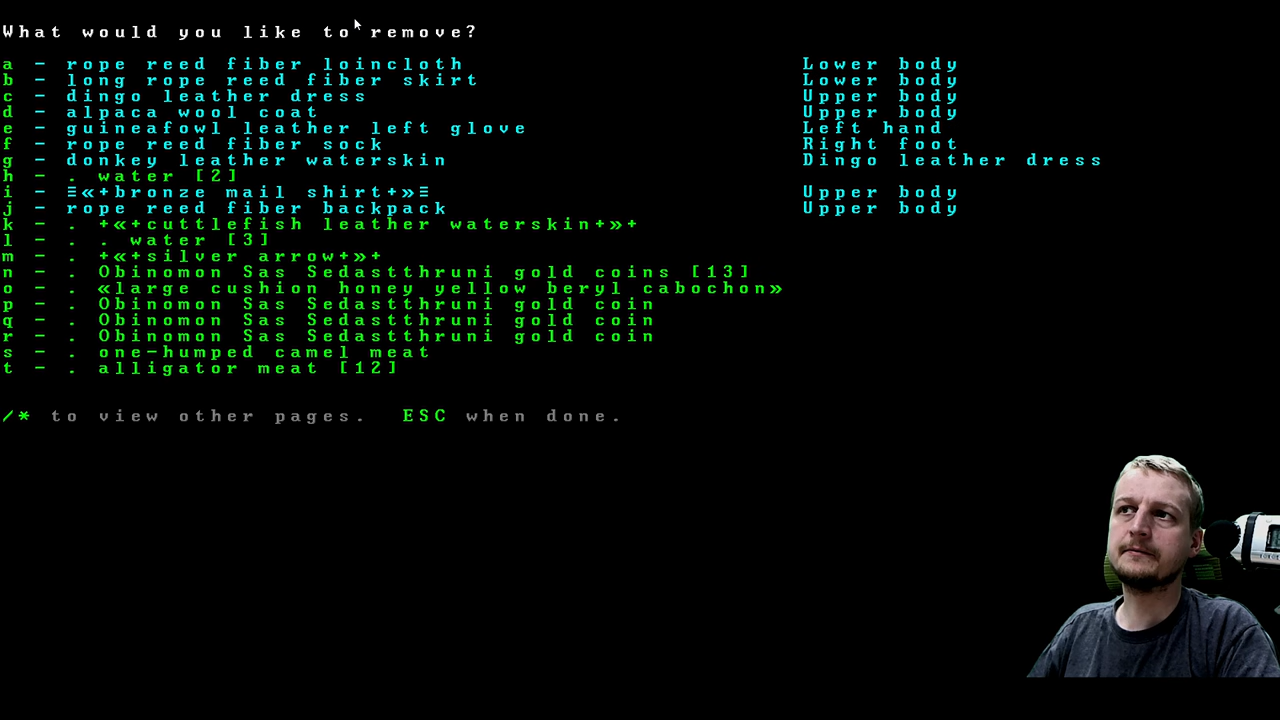 What would you like to remove?
a - rope reed fiber loincloth Lower body
b - long rope reed fiber skirt Lower body
c - dingo leather dress Upper body
d - alpaca wool coat Upper body
e - guineafowl leather left glove Left hand
f - rope reed fiber sock Right foot
g - donkey leather waterskin Dingo leather dress
h - . water [2]
i - ≡«+bronze mail shirt+»≡ Upper body
j - rope reed fiber backpack Upper body
k - . +«+cuttlefish leather waterskin+»+
l - . . water [3]
m - . +«+silver arrow+»+
n - . Obinomon Sas Sedastthruni gold coins [13]
o - . «large cushion honey yellow beryl cabochon»
p - . Obinomon Sas Sedastthruni gold coin
q - . Obinomon Sas Sedastthruni gold coin
r - . Obinomon Sas Sedastthruni gold coin
s - . one-humped camel meat
t - . alligator meat [12]
/* to view other pages. ESC when done.